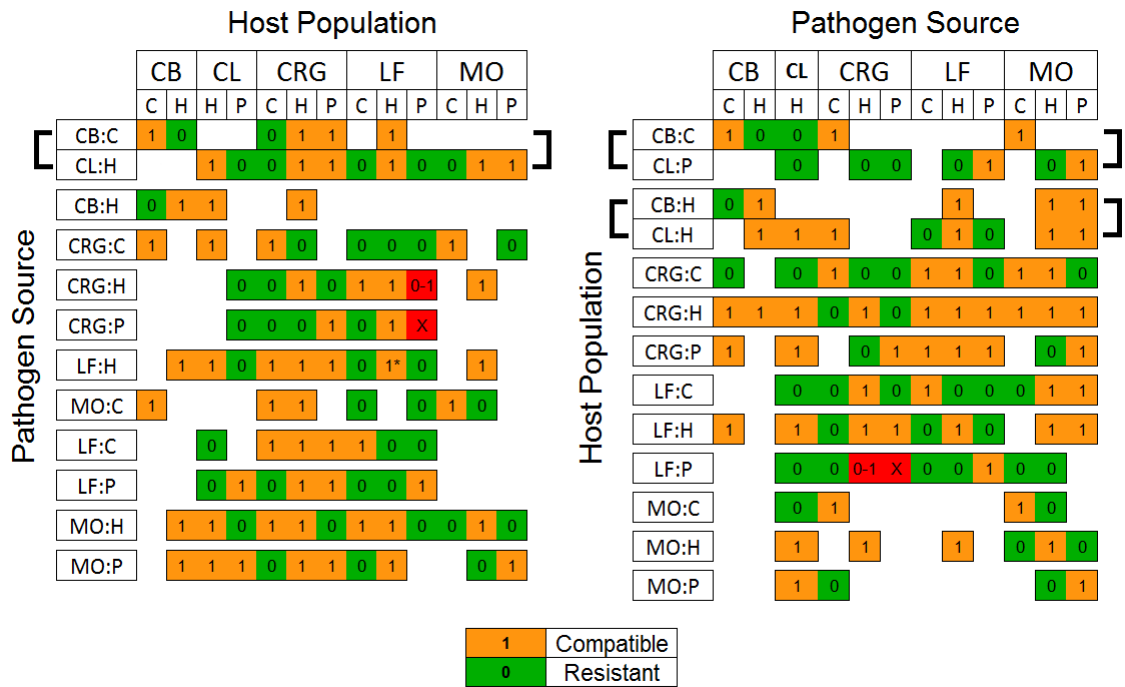 Host Population
CB CL CRG LF MO
C H H P C H P C H P C H P
Pathogen Source
CB:C 1 0 0 1 1 1
CL:H 1 0 0 1 1 0 1 0 0 1 1
CB:H 0 1 1 1
CRG:C 1 1 1 0 0 0 0 1 0
CRG:H 0 0 1 0 1 1 0-1 1
CRG:P 0 0 0 1 0 1 X
LF:H 1 1 0 1 1 1 0 1* 0 1
MO:C 1 1 1 0 0 1 0
LF:C 0 1 1 1 1 0 0
LF:P 0 1 0 1 1 0 0 1
MO:H 1 1 0 1 1 0 1 1 0 0 1 0
MO:P 1 1 1 0 1 1 0 1 0 1
Pathogen Source
CB CL CRG LF MO
C H H C H P C H P C H P
Host Population
CB:C 1 0 0 1 1
CL:P 0 0 0 0 1 0 1
CB:H 0 1 1 1 1
CL:H 1 1 1 0 1 0 1 1
CRG:C 0 0 1 0 0 1 1 0 1 1 0
CRG:H 1 1 1 0 1 0 1 1 1 1 1 1
CRG:P 1 1 0 1 1 1 0 1
LF:C 0 0 1 0 1 0 0 0 1 1
LF:H 1 1 0 1 1 0 1 0 1 1
LF:P 0 0 0-1 X 0 0 1 0 0
MO:C 0 1 1 0
MO:H 1 1 1 0 1 0
MO:P 1 0 0 1
1 Compatible
0 Resistant